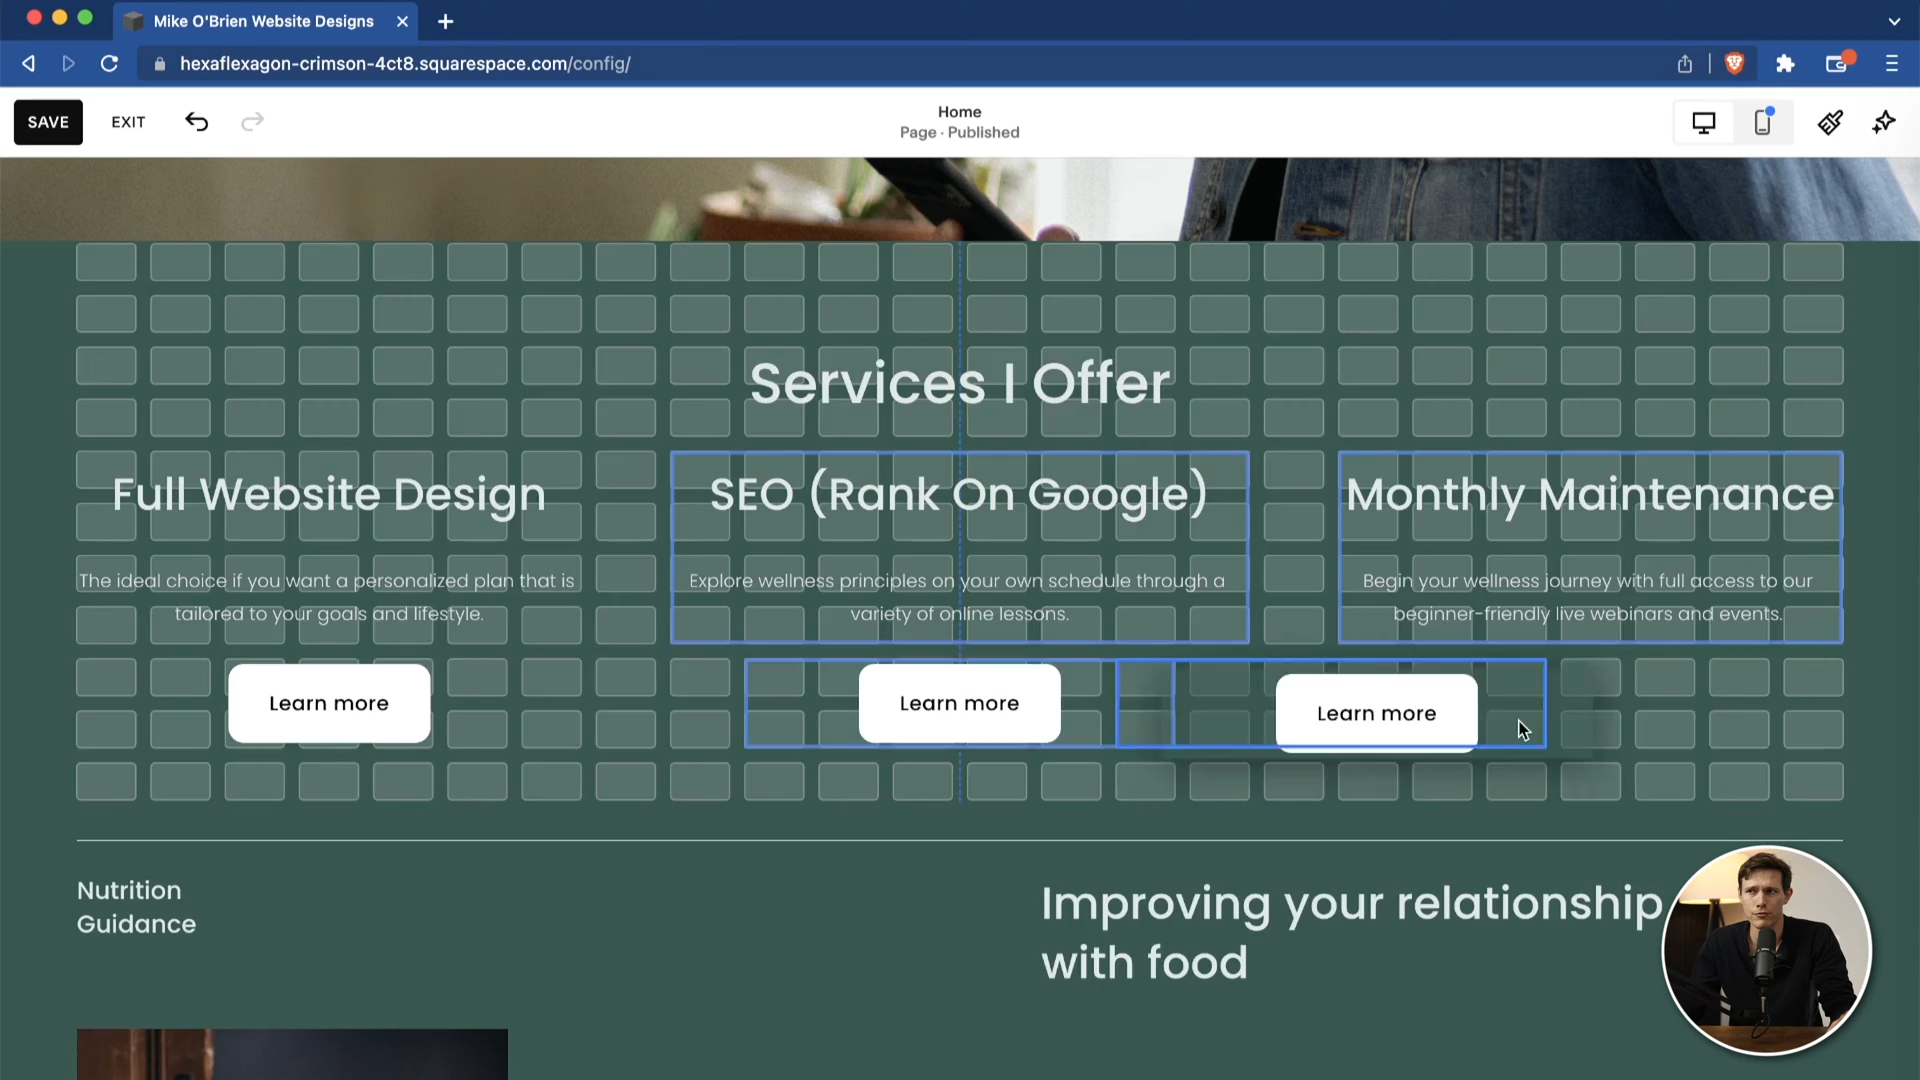 Mike O'Brien Website Designs
hexaflexagon-crimson-4ct8.squarespace.com/config/
SAVE
EXIT
Home
Page · Published
Services I Offer
Full Website Design
The ideal choice if you want a personalized plan that is
tailored to your goals and lifestyle.
Learn more
SEO (Rank On Google)
Explore wellness principles on your own schedule through a
variety of online lessons.
Learn more
Monthly Maintenance
Begin your wellness journey with full access to our
beginner-friendly live webinars and events.
Learn more
Nutrition
Guidance
Improving your relationship
with food